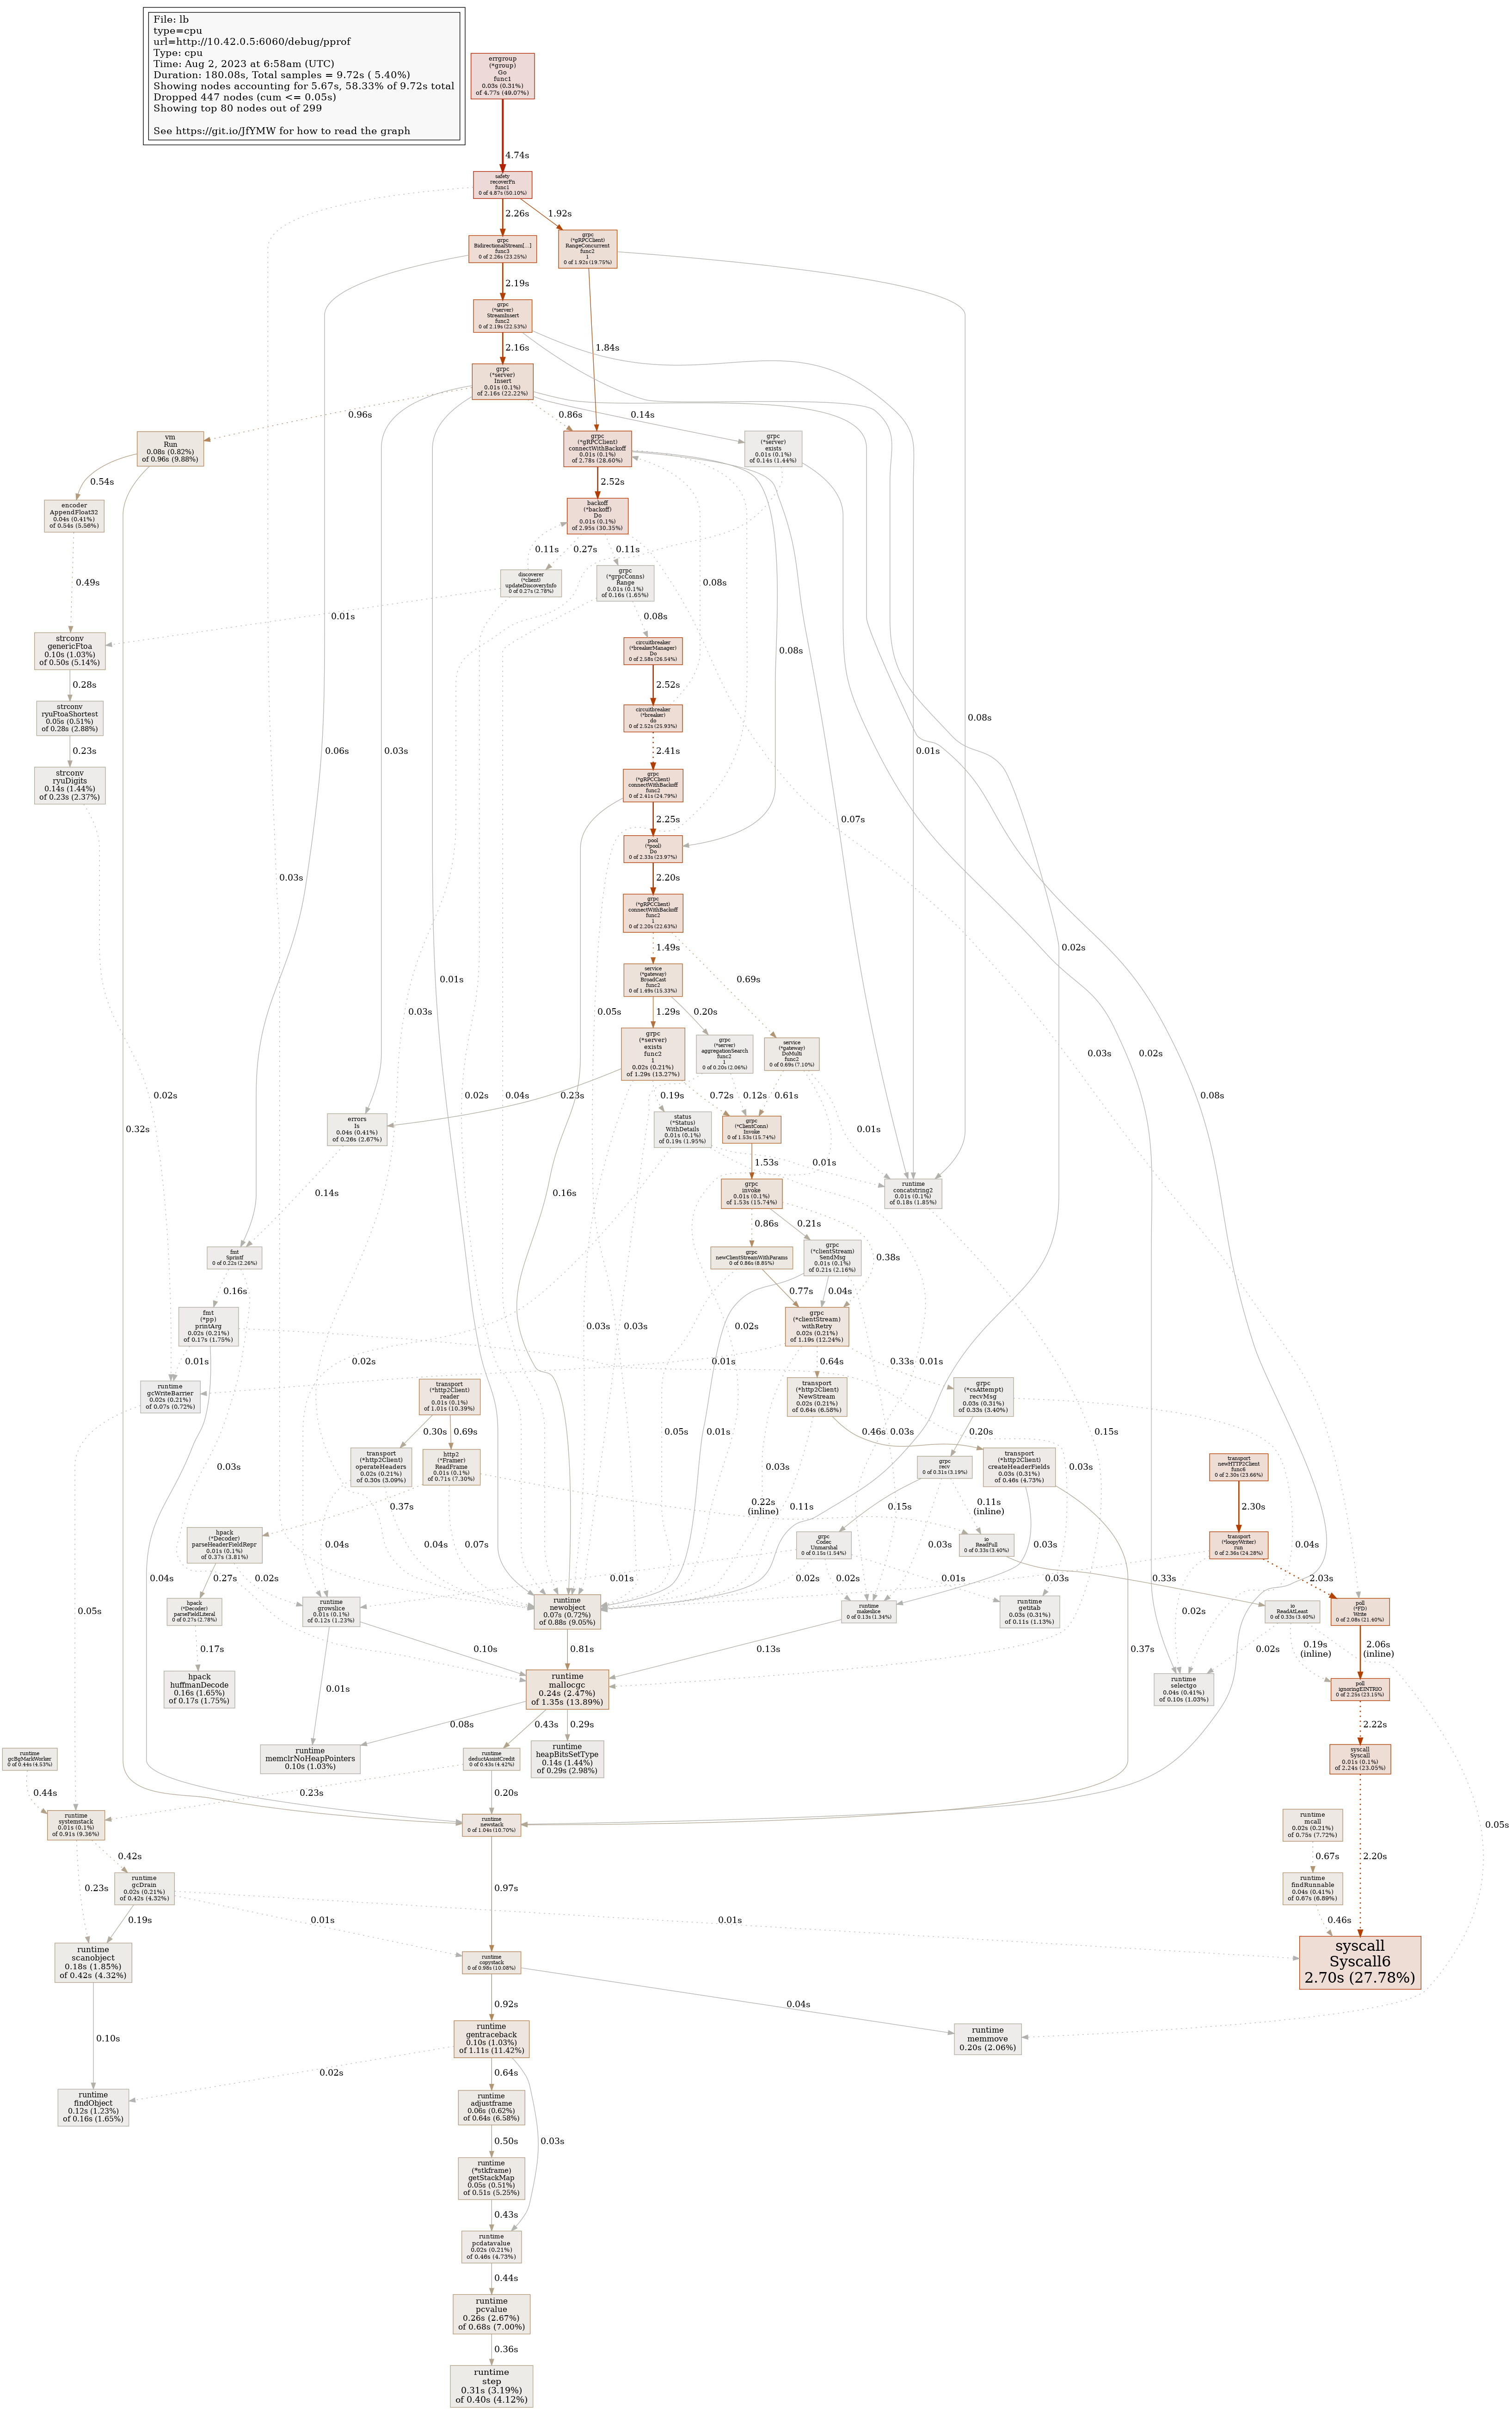 File: lb
type=cpu
url=http://10.42.0.5:6060/debug/pprof
Type: cpu
Time: Aug 2, 2023 at 6:58am (UTC)
Duration: 180.08s, Total samples = 9.72s ( 5.40%)
Showing nodes accounting for 5.67s, 58.33% of 9.72s total
Dropped 447 nodes (cum <= 0.05s)
Showing top 80 nodes out of 299
See https://git.io/JfYMW for how to read the graph
errgroup
(*group)
Go
func1
0.03s (0.31%)
of 4.77s (49.07%)
4.74s
safety
recoverFn
func1
0 of 4.87s (50.10%)
2.26s
1.92s
grpc
BidirectionalStream[...]
func3
0 of 2.26s (23.25%)
grpc
(*gRPCClient)
RangeConcurrent
func2
1
0 of 1.92s (19.75%)
2.19s
grpc
(*server)
StreamInsert
func2
0 of 2.19s (22.53%)
2.16s
1.84s
grpc
(*server)
Insert
0.01s (0.1%)
of 2.16s (22.22%)
0.96s
0.86s
0.14s
vm
Run
0.08s (0.82%)
of 0.96s (9.88%)
grpc
(*gRPCClient)
connectWithBackoff
0.01s (0.1%)
of 2.78s (28.60%)
grpc
(*server)
exists
0.01s (0.1%)
of 0.14s (1.44%)
0.54s
2.52s
encoder
AppendFloat32
0.04s (0.41%)
of 0.54s (5.56%)
backoff
(*backoff)
Do
0.01s (0.1%)
of 2.95s (30.35%)
0.11s
0.27s
0.11s
0.49s
discoverer
(*client)
updateDiscoveryInfo
0 of 0.27s (2.78%)
grpc
(*grpcConns)
Range
0.01s (0.1%)
of 0.16s (1.65%)
0.08s
0.01s
0.08s
strconv
genericFtoa
0.10s (1.03%)
of 0.50s (5.14%)
circuitbreaker
(*breakerManager)
Do
0 of 2.58s (26.54%)
0.08s
0.28s
2.52s
strconv
ryuFtoaShortest
0.05s (0.51%)
of 0.28s (2.88%)
circuitbreaker
(*breaker)
do
0 of 2.52s (25.93%)
0.08s
0.23s
0.06s
0.03s
2.41s
0.01s
strconv
ryuDigits
0.14s (1.44%)
of 0.23s (2.37%)
grpc
(*gRPCClient)
connectWithBackoff
func2
0 of 2.41s (24.79%)
2.25s
0.07s
pool
(*pool)
Do
0 of 2.33s (23.97%)
0.03s
2.20s
grpc
(*gRPCClient)
connectWithBackoff
func2
1
0 of 2.20s (22.63%)
1.49s
0.02s
service
(*gateway)
BroadCast
func2
0 of 1.49s (15.33%)
0.69s
0.01s
0.03s
0.05s
1.29s
0.20s
grpc
(*server)
exists
func2
1
0.02s (0.21%)
of 1.29s (13.27%)
grpc
(*server)
aggregationSearch
func2
1
0 of 0.20s (2.06%)
service
(*gateway)
DoMulti
func2
0 of 0.69s (7.10%)
0.03s
0.02s
0.02s
0.02s
0.04s
0.23s
0.19s
0.72s
0.12s
0.61s
0.08s
0.32s
errors
Is
0.04s (0.41%)
of 0.26s (2.67%)
status
(*Status)
WithDetails
0.01s (0.1%)
of 0.19s (1.95%)
grpc
(*ClientConn)
Invoke
0 of 1.53s (15.74%)
0.01s
1.53s
0.01s
0.14s
0.16s
grpc
invoke
0.01s (0.1%)
of 1.53s (15.74%)
runtime
concatstring2
0.01s (0.1%)
of 0.18s (1.85%)
0.86s
0.21s
fmt
Sprintf
0 of 0.22s (2.26%)
grpc
newClientStreamWithParams
0 of 0.86s (8.85%)
grpc
(*clientStream)
SendMsg
0.01s (0.1%)
of 0.21s (2.16%)
0.38s
0.16s
0.77s
0.04s
fmt
(*pp)
printArg
0.02s (0.21%)
of 0.17s (1.75%)
0.03s
0.03s
0.02s
grpc
(*clientStream)
withRetry
0.02s (0.21%)
of 1.19s (12.24%)
0.01s
0.02s
0.01s
0.64s
0.33s
0.01s
runtime
gcWriteBarrier
0.02s (0.21%)
of 0.07s (0.72%)
transport
(*http2Client)
reader
0.01s (0.1%)
of 1.01s (10.39%)
transport
(*http2Client)
NewStream
0.02s (0.21%)
of 0.64s (6.58%)
grpc
(*csAttempt)
recvMsg
0.03s (0.31%)
of 0.33s (3.40%)
0.30s
0.69s
0.05s
0.01s
0.46s
0.03s
0.20s
0.15s
transport
(*http2Client)
operateHeaders
0.02s (0.21%)
of 0.30s (3.09%)
http2
(*Framer)
ReadFrame
0.01s (0.1%)
of 0.71s (7.30%)
grpc
recv
0 of 0.31s (3.19%)
transport
(*http2Client)
createHeaderFields
0.03s (0.31%)
of 0.46s (4.73%)
transport
newHTTP2Client
func6
0 of 2.30s (23.66%)
0.03s
0.03s
0.03s
0.37s
0.22s
(inline)
0.11s
0.15s
0.11s
(inline)
2.30s
hpack
(*Decoder)
parseHeaderFieldRepr
0.01s (0.1%)
of 0.37s (3.81%)
0.04s
0.04s
0.07s
grpc
Codec
Unmarshal
0 of 0.15s (1.54%)
0.03s
io
ReadFull
0 of 0.33s (3.40%)
0.03s
0.04s
transport
(*loopyWriter)
run
0 of 2.36s (24.28%)
0.04s
0.27s
0.02s
0.01s
0.02s
0.02s
0.01s
0.03s
0.33s
0.02s
2.03s
hpack
(*Decoder)
parseFieldLiteral
0 of 0.27s (2.78%)
runtime
growslice
0.01s (0.1%)
of 0.12s (1.23%)
runtime
newobject
0.07s (0.72%)
of 0.88s (9.05%)
runtime
makeslice
0 of 0.13s (1.34%)
runtime
getitab
0.03s (0.31%)
of 0.11s (1.13%)
io
ReadAtLeast
0 of 0.33s (3.40%)
poll
(*FD)
Write
0 of 2.08s (21.40%)
0.05s
0.17s
0.10s
0.81s
0.13s
0.37s
0.02s
0.19s
(inline)
2.06s
(inline)
hpack
huffmanDecode
0.16s (1.65%)
of 0.17s (1.75%)
0.01s
runtime
mallocgc
0.24s (2.47%)
of 1.35s (13.89%)
runtime
selectgo
0.04s (0.41%)
of 0.10s (1.03%)
poll
ignoringEINTRIO
0 of 2.25s (23.15%)
0.08s
0.43s
0.29s
2.22s
runtime
gcBgMarkWorker
0 of 0.44s (4.53%)
runtime
memclrNoHeapPointers
0.10s (1.03%)
runtime
deductAssistCredit
0 of 0.43s (4.42%)
runtime
heapBitsSetType
0.14s (1.44%)
of 0.29s (2.98%)
syscall
Syscall
0.01s (0.1%)
of 2.24s (23.05%)
0.44s
0.23s
0.20s
runtime
systemstack
0.01s (0.1%)
of 0.91s (9.36%)
runtime
newstack
0 of 1.04s (10.70%)
runtime
mcall
0.02s (0.21%)
of 0.75s (7.72%)
0.05s
0.42s
0.67s
2.20s
0.23s
runtime
gcDrain
0.02s (0.21%)
of 0.42s (4.32%)
0.97s
runtime
findRunnable
0.04s (0.41%)
of 0.67s (6.89%)
0.19s
0.01s
0.01s
0.46s
runtime
scanobject
0.18s (1.85%)
of 0.42s (4.32%)
runtime
copystack
0 of 0.98s (10.08%)
syscall
Syscall6
2.70s (27.78%)
0.92s
0.04s
0.10s
runtime
gentraceback
0.10s (1.03%)
of 1.11s (11.42%)
runtime
memmove
0.20s (2.06%)
0.02s
0.64s
runtime
findObject
0.12s (1.23%)
of 0.16s (1.65%)
runtime
adjustframe
0.06s (0.62%)
of 0.64s (6.58%)
0.50s
0.03s
runtime
(*stkframe)
getStackMap
0.05s (0.51%)
of 0.51s (5.25%)
0.43s
runtime
pcdatavalue
0.02s (0.21%)
of 0.46s (4.73%)
0.44s
runtime
pcvalue
0.26s (2.67%)
of 0.68s (7.00%)
0.36s
runtime
step
0.31s (3.19%)
of 0.40s (4.12%)